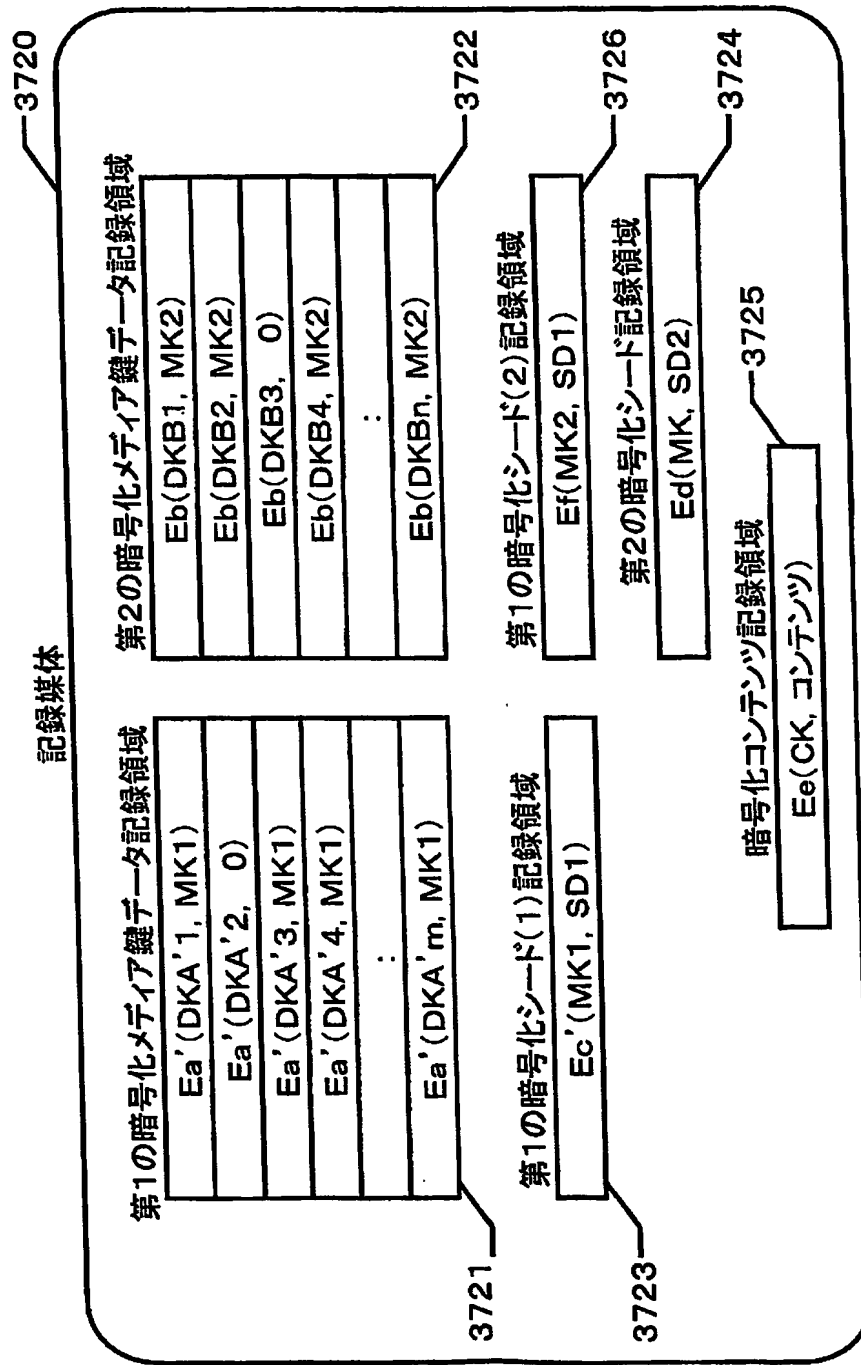 記録媒体
3720
第1の暗号化メディア鍵データ記録領域
Ea'(DKA'1, MK1)
Ea'(DKA'2, 0)
Ea'(DKA'3, MK1)
Ea'(DKA'4, MK1)
:
Ea'(DKA'm, MK1)
3721
第2の暗号化メディア鍵データ記録領域
Eb(DKB1, MK2)
Eb(DKB2, MK2)
Eb(DKB3, 0)
Eb(DKB4, MK2)
:
Eb(DKBn, MK2)
3722
第1の暗号化シード(1)記録領域
Ec'(MK1, SD1)
3723
第1の暗号化シード(2)記録領域
Ef(MK2, SD1)
3726
第2の暗号化シード記録領域
Ed(MK, SD2)
3724
暗号化コンテンツ記録領域
Ee(CK, コンテンツ)
3725